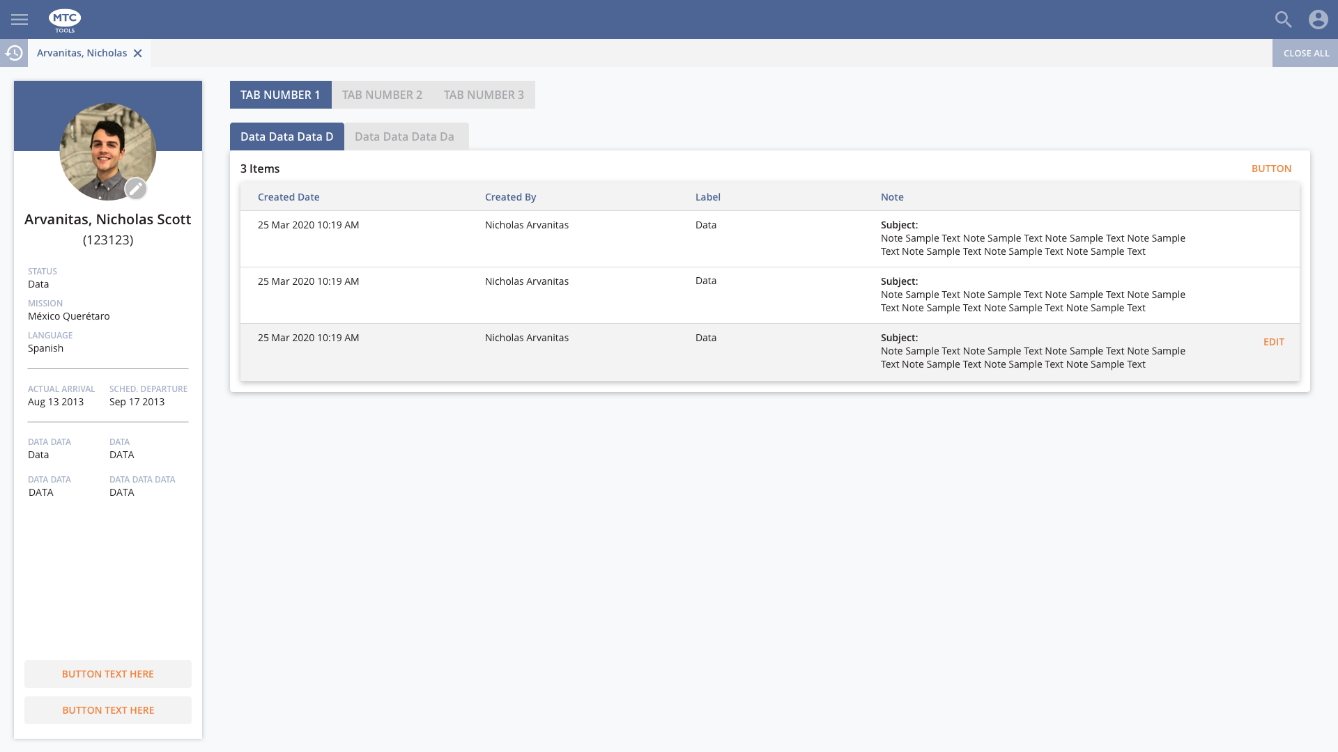 MTC
TOOLS
Arvanitas, Nicholas
CLOSE ALL
Arvanitas, Nicholas Scott
(123123)
STATUS
Data
MISSION
México Querétaro
LANGUAGE
Spanish
ACTUAL ARRIVAL SCHED. DEPARTURE
Aug 13 2013 Sep 17 2013
DATA DATA DATA
Data DATA
DATA DATA DATA DATA DATA
DATA DATA
BUTTON TEXT HERE
BUTTON TEXT HERE
TAB NUMBER 1 TAB NUMBER 2 TAB NUMBER 3
Data Data Data D Data Data Data Da
3 Items BUTTON
Created Date Created By Label Note
25 Mar 2020 10:19 AM Nicholas Arvanitas Data Subject:
Note Sample Text Note Sample Text Note Sample Text Note Sample
Text Note Sample Text Note Sample Text Note Sample Text
25 Mar 2020 10:19 AM Nicholas Arvanitas Data Subject:
Note Sample Text Note Sample Text Note Sample Text Note Sample
Text Note Sample Text Note Sample Text Note Sample Text
25 Mar 2020 10:19 AM Nicholas Arvanitas Data Subject:
Note Sample Text Note Sample Text Note Sample Text Note Sample
Text Note Sample Text Note Sample Text Note Sample Text
EDIT